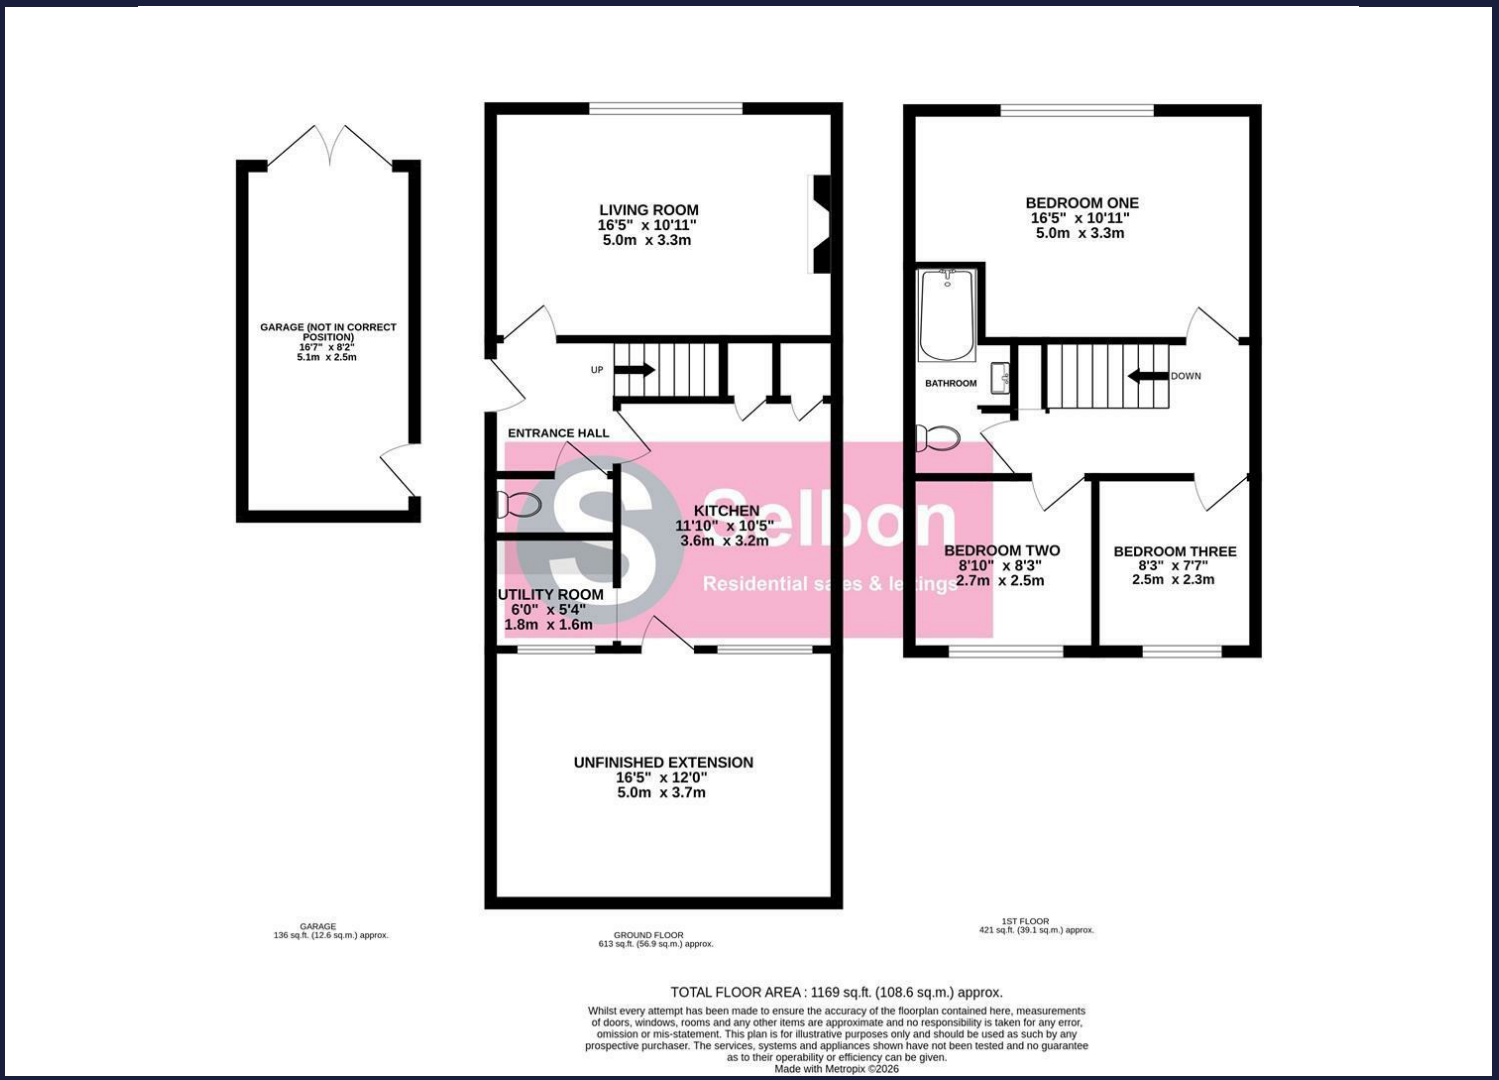 LIVING ROOM
16'5" x 10'11"
5.0m x 3.3m
BEDROOM ONE
16'5" x 10'11"
5.0m x 3.3m
GARAGE (NOT IN CORRECT
POSITION)
16'7" x 8'2"
5.1m x 2.5m
UP
DOWN
BATHROOM
ENTRANCE HALL
S
Selbon
Residential sales & lettings
KITCHEN
11'10" x 10'5"
3.6m x 3.2m
BEDROOM TWO
8'10" x 8'3"
2.7m x 2.5m
BEDROOM THREE
8'3" x 7'7"
2.5m x 2.3m
UTILITY ROOM
6'0" x 5'4"
1.8m x 1.6m
UNFINISHED EXTENSION
16'5" x 12'0"
5.0m x 3.7m
GARAGE
136 sq.ft. (12.6 sq.m.) approx.
GROUND FLOOR
613 sq.ft. (56.9 sq.m.) approx.
1ST FLOOR
421 sq.ft. (39.1 sq.m.) approx.
TOTAL FLOOR AREA : 1169 sq.ft. (108.6 sq.m.) approx.
Whilst every attempt has been made to ensure the accuracy of the floorplan contained here, measurements
of doors, windows, rooms and any other items are approximate and no responsibility is taken for any error,
omission or mis-statement. This plan is for illustrative purposes only and should be used as such by any
prospective purchaser. The services, systems and appliances shown have not been tested and no guarantee
as to their operability or efficiency can be given.
Made with Metropix ©2026